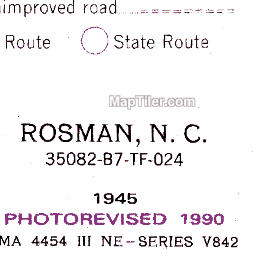 improved road
Route State Route
MapTiler.com
ROSMAN, N. C.
35082-B7-TF-024
1945
PHOTOREVISED 1990
MA 4454 III NE-SERIES V842